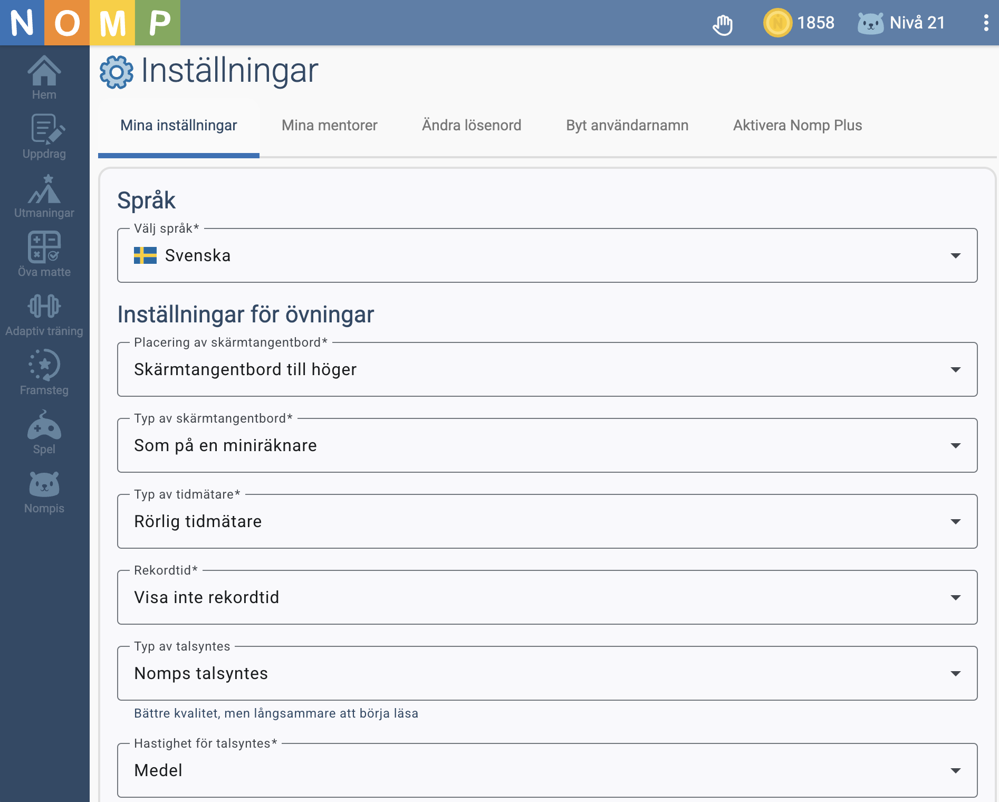 NOMP
1858
Nivå 21
Hem
Uppdrag
Utmaningar
Öva matte
Adaptiv träning
Framsteg
Spel
Nompis
Inställningar
Mina inställningar Mina mentorer Ändra lösenord Byt användarnamn Aktivera Nomp Plus
Språk
Välj språk*
Svenska
Inställningar för övningar
Placering av skärmtangentbord*
Skärmtangentbord till höger
Typ av skärmtangentbord*
Som på en miniräknare
Typ av tidmätare*
Rörlig tidmätare
Rekordtid*
Visa inte rekordtid
Typ av talsyntes
Nomps talsyntes
Bättre kvalitet, men långsammare att börja läsa
Hastighet för talsyntes*
Medel